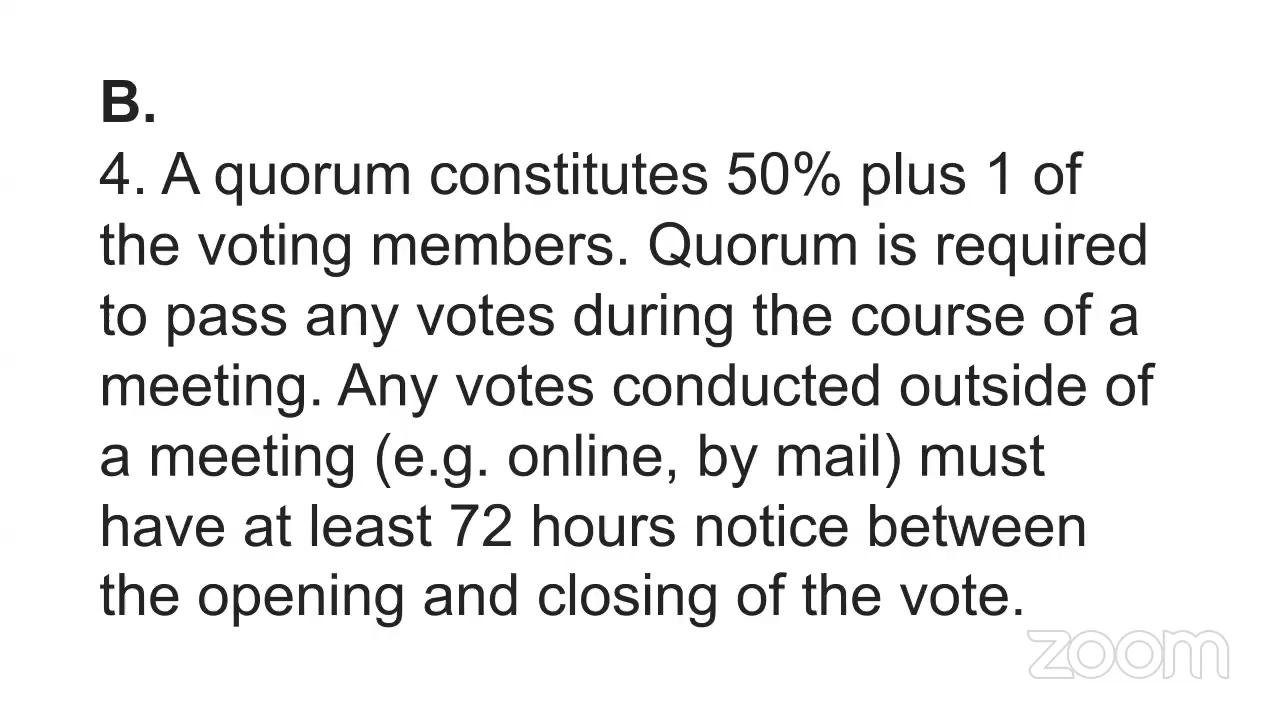 B.
4. A quorum constitutes 50% plus 1 of
the voting members. Quorum is required
to pass any votes during the course of a
meeting. Any votes conducted outside of
a meeting (e.g. online, by mail) must
have at least 72 hours notice between
the opening and closing of the vote.
zoom